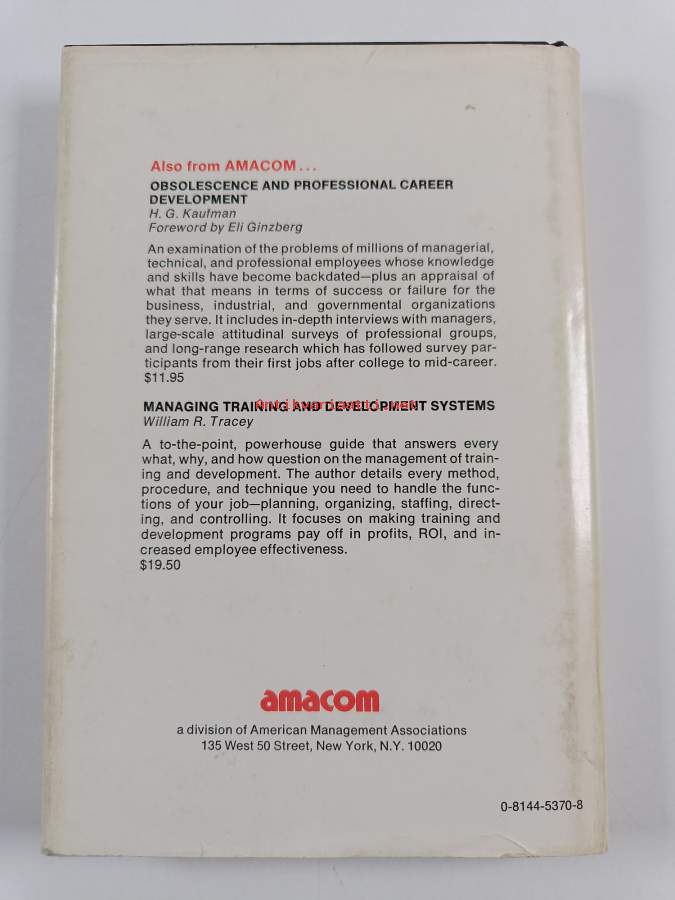 Also from AMACOM...
OBSOLESCENCE AND PROFESSIONAL CAREER
DEVELOPMENT
H. G. Kaufman
Foreword by Eli Ginzberg
An examination of the problems of millions of managerial,
technical, and professional employees whose knowledge
and skills have become backdated—plus an appraisal of
what that means in terms of success or failure for the
business, industrial, and governmental organizations
they serve. It includes in-depth interviews with managers,
large-scale attitudinal surveys of professional groups,
and long-range research which has followed survey par-
ticipants from their first jobs after college to mid-career.
$11.95
MANAGING TRAINING AND DEVELOPMENT SYSTEMS
Antikvariaatti.net
William R. Tracey
A to-the-point, powerhouse guide that answers every
what, why, and how question on the management of train-
ing and development. The author details every method,
procedure, and technique you need to handle the func-
tions of your job—planning, organizing, staffing, direct-
ing, and controlling. It focuses on making training and
development programs pay off in profits, ROI, and in-
creased employee effectiveness.
$19.50
amacom
a division of American Management Associations
135 West 50 Street, New York, N.Y. 10020
0-8144-5370-8